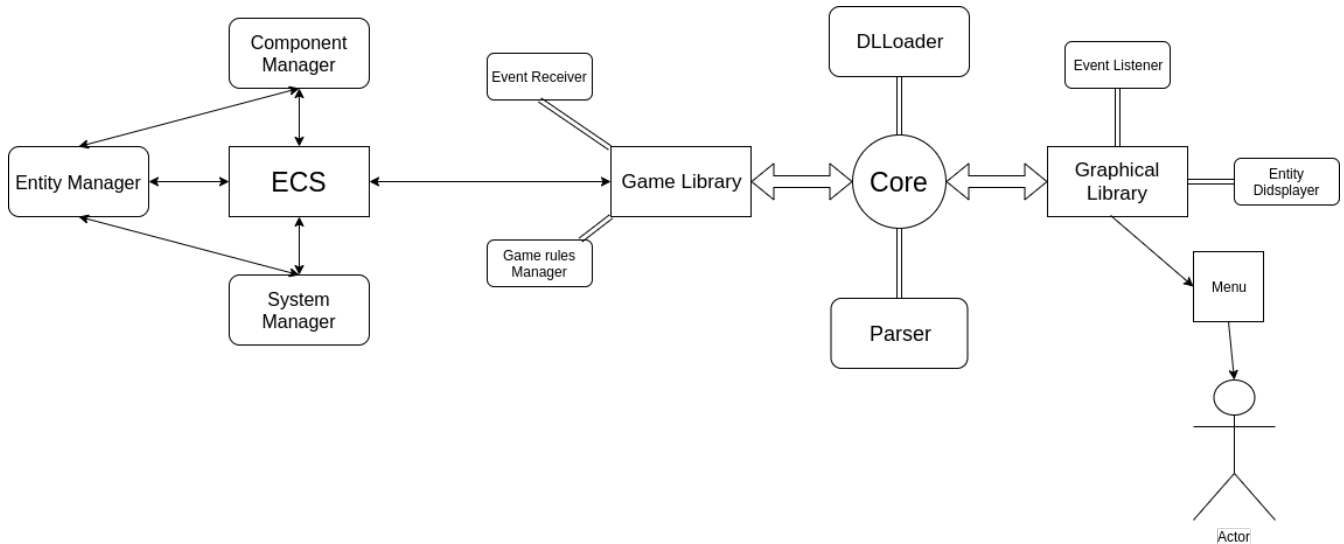 Component
Manager
Entity Manager
ECS
System
Manager
Event Receiver
Game Library
Game rules
Manager
DLLoader
Core
Parser
Event Listener
Graphical
Library
Entity
Didsplayer
Menu
Actor